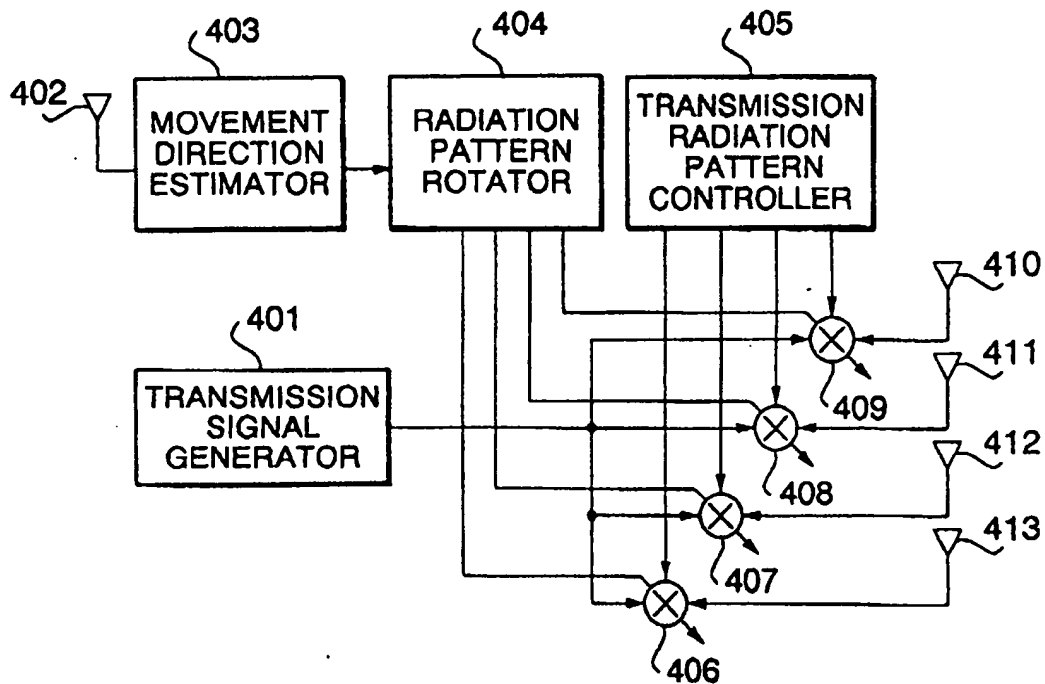 403
404
405
402
MOVEMENT
DIRECTION
ESTIMATOR
RADIATION
PATTERN
ROTATOR
TRANSMISSION
RADIATION
PATTERN
CONTROLLER
410
401
411
409
TRANSMISSION
SIGNAL
GENERATOR
412
408
413
407
406